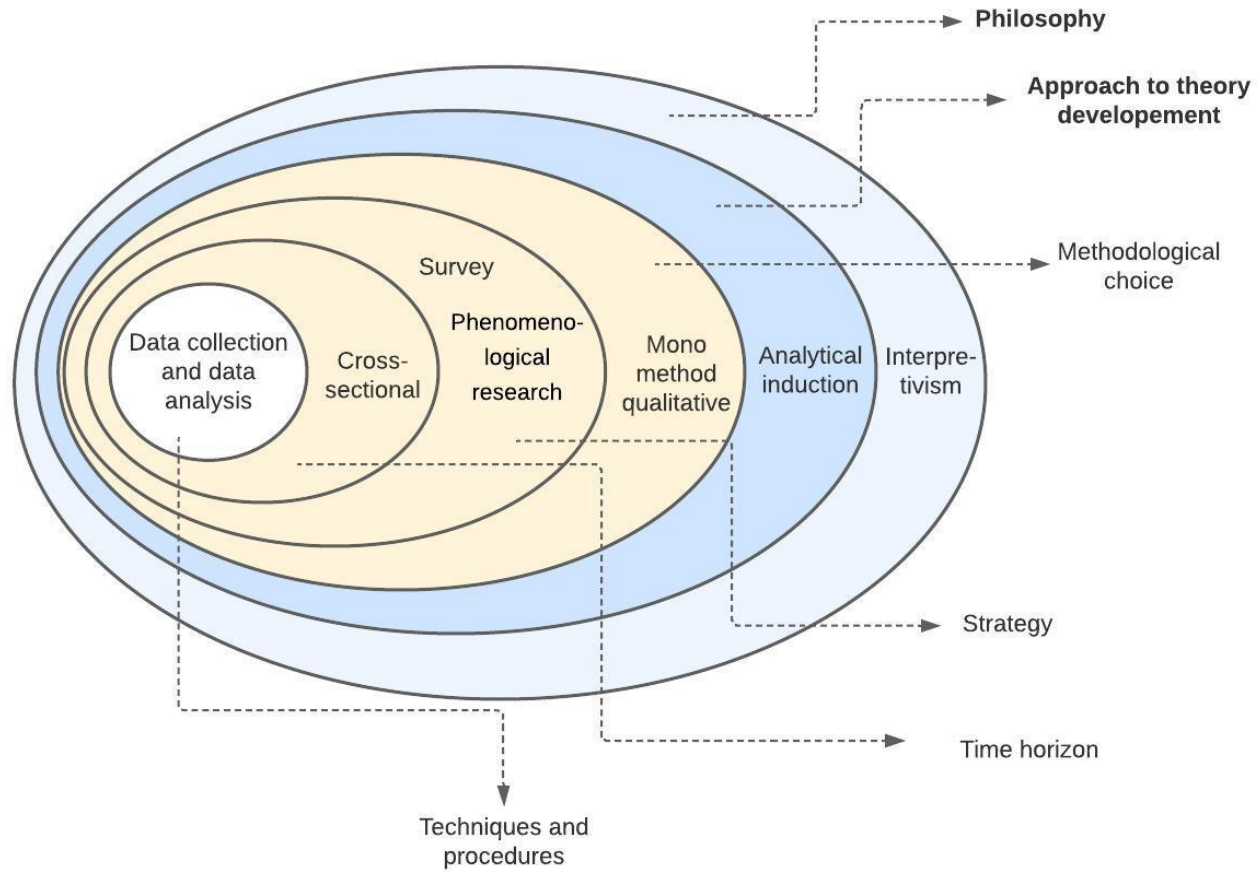 Philosophy
Approach to theory
developement
Methodological
choice
Survey
Phenomeno-
logical
research
Data collection
and data
analysis
Cross-
sectional
Mono
method
qualitative
Analytical
induction
Interpre-
tivism
Strategy
Time horizon
Techniques and
procedures